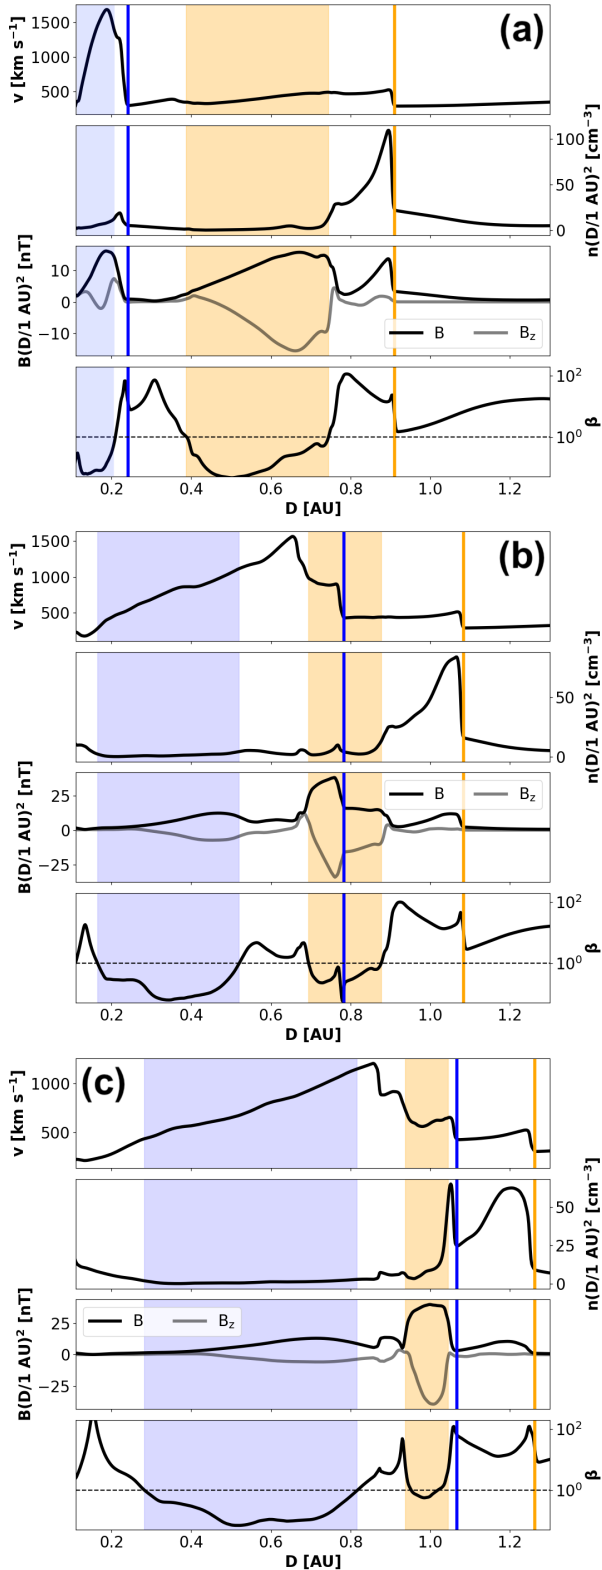 (a)
v [km s⁻¹]
1500
1000
500
n(D/1 AU)² [cm⁻³]
100
50
0
B(D/1 AU)² [nT]
10
0
−10
B
B_z
β
10²
10⁰
0.2 0.4 0.6 0.8 1.0 1.2
D [AU]
(b)
v [km s⁻¹]
1500
1000
500
n(D/1 AU)² [cm⁻³]
50
0
B(D/1 AU)² [nT]
25
0
−25
B
B_z
β
10²
10⁰
0.2 0.4 0.6 0.8 1.0 1.2
D [AU]
(c)
v [km s⁻¹]
1000
500
n(D/1 AU)² [cm⁻³]
50
25
0
B(D/1 AU)² [nT]
25
0
−25
B
B_z
β
10²
10⁰
0.2 0.4 0.6 0.8 1.0 1.2
D [AU]